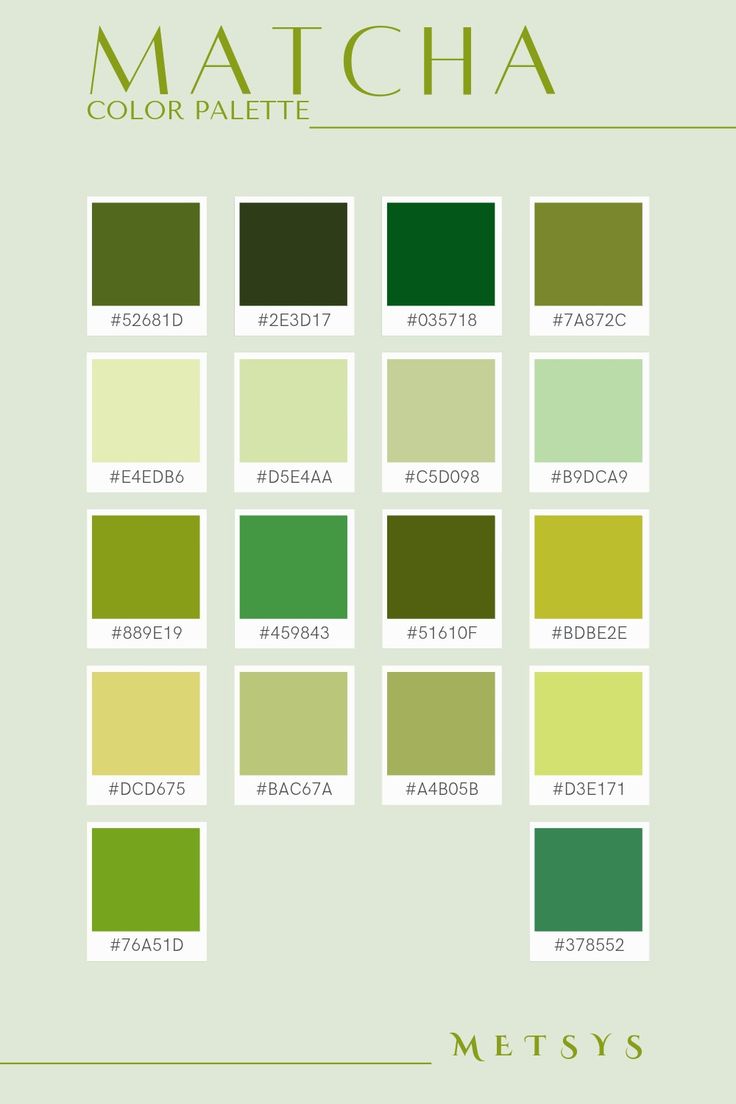 MATCHA
COLOR PALETTE
#52681D #2E3D17 #035718 #7A872C
#E4EDB6 #D5E4AA #C5D098 #B9DCA9
#889E19 #459843 #51610F #BDBE2E
#DCD675 #BAC67A #A4B05B #D3E171
#76A51D #378552
METSYS